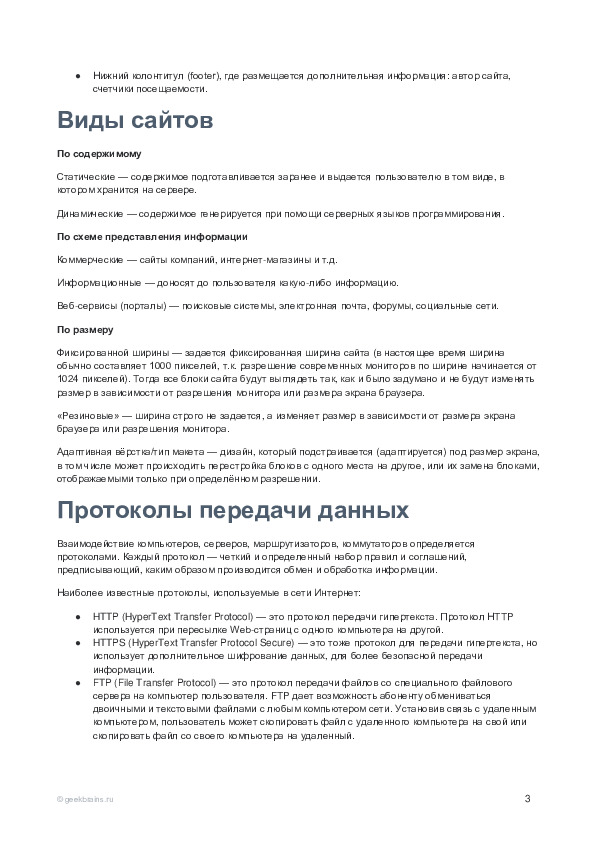 ● Нижний колонтитул (footer), где размещается дополнительная информация: автор сайта,
счетчики посещаемости.
Виды сайтов
По содержимому
Статические — содержимое подготавливается заранее и выдается пользователю в том виде, в
котором хранится на сервере.
Динамические — содержимое генерируется при помощи серверных языков программирования.
По схеме представления информации
Коммерческие — сайты компаний, интернет-магазины и т.д.
Информационные — доносят до пользователя какую-либо информацию.
Веб-сервисы (порталы) — поисковые системы, электронная почта, форумы, социальные сети.
По размеру
Фиксированной ширины — задается фиксированная ширина сайта (в настоящее время ширина
обычно составляет 1000 пикселей, т.к. разрешение современных мониторов по ширине начинается от
1024 пикселей). Тогда все блоки сайта будут выглядеть так, как и было задумано и не будут изменять
размер в зависимости от разрешения монитора или размера экрана браузера.
«Резиновые» — ширина строго не задается, а изменяет размер в зависимости от размера экрана
браузера или разрешения монитора.
Адаптивная вёрстка/тип макета — дизайн, который подстраивается (адаптируется) под размер экрана,
в том числе может происходить перестройка блоков с одного места на другое, или их замена блоками,
отображаемыми только при определённом разрешении.
Протоколы передачи данных
Взаимодействие компьютеров, серверов, маршрутизаторов, коммутаторов определяется
протоколами. Каждый протокол — четкий и определенный набор правил и соглашений,
предписывающий, каким образом производится обмен и обработка информации.
Наиболее известные протоколы, используемые в сети Интернет:
● HTTP (HyperText Transfer Protocol) — это протокол передачи гипертекста. Протокол HTTP
используется при пересылке Web-страниц с одного компьютера на другой.
● HTTPS (HyperText Transfer Protocol Secure) — это тоже протокол для передачи гипертекста, но
использует дополнительное шифрование данных, для более безопасной передачи
информации.
● FTP (File Transfer Protocol) — это протокол передачи файлов со специального файлового
сервера на компьютер пользователя. FTP дает возможность абоненту обмениваться
двоичными и текстовыми файлами с любым компьютером сети. Установив связь с удаленным
компьютером, пользователь может скопировать файл с удаленного компьютера на свой или
скопировать файл со своего компьютера на удаленный.
© geekbrains.ru
3